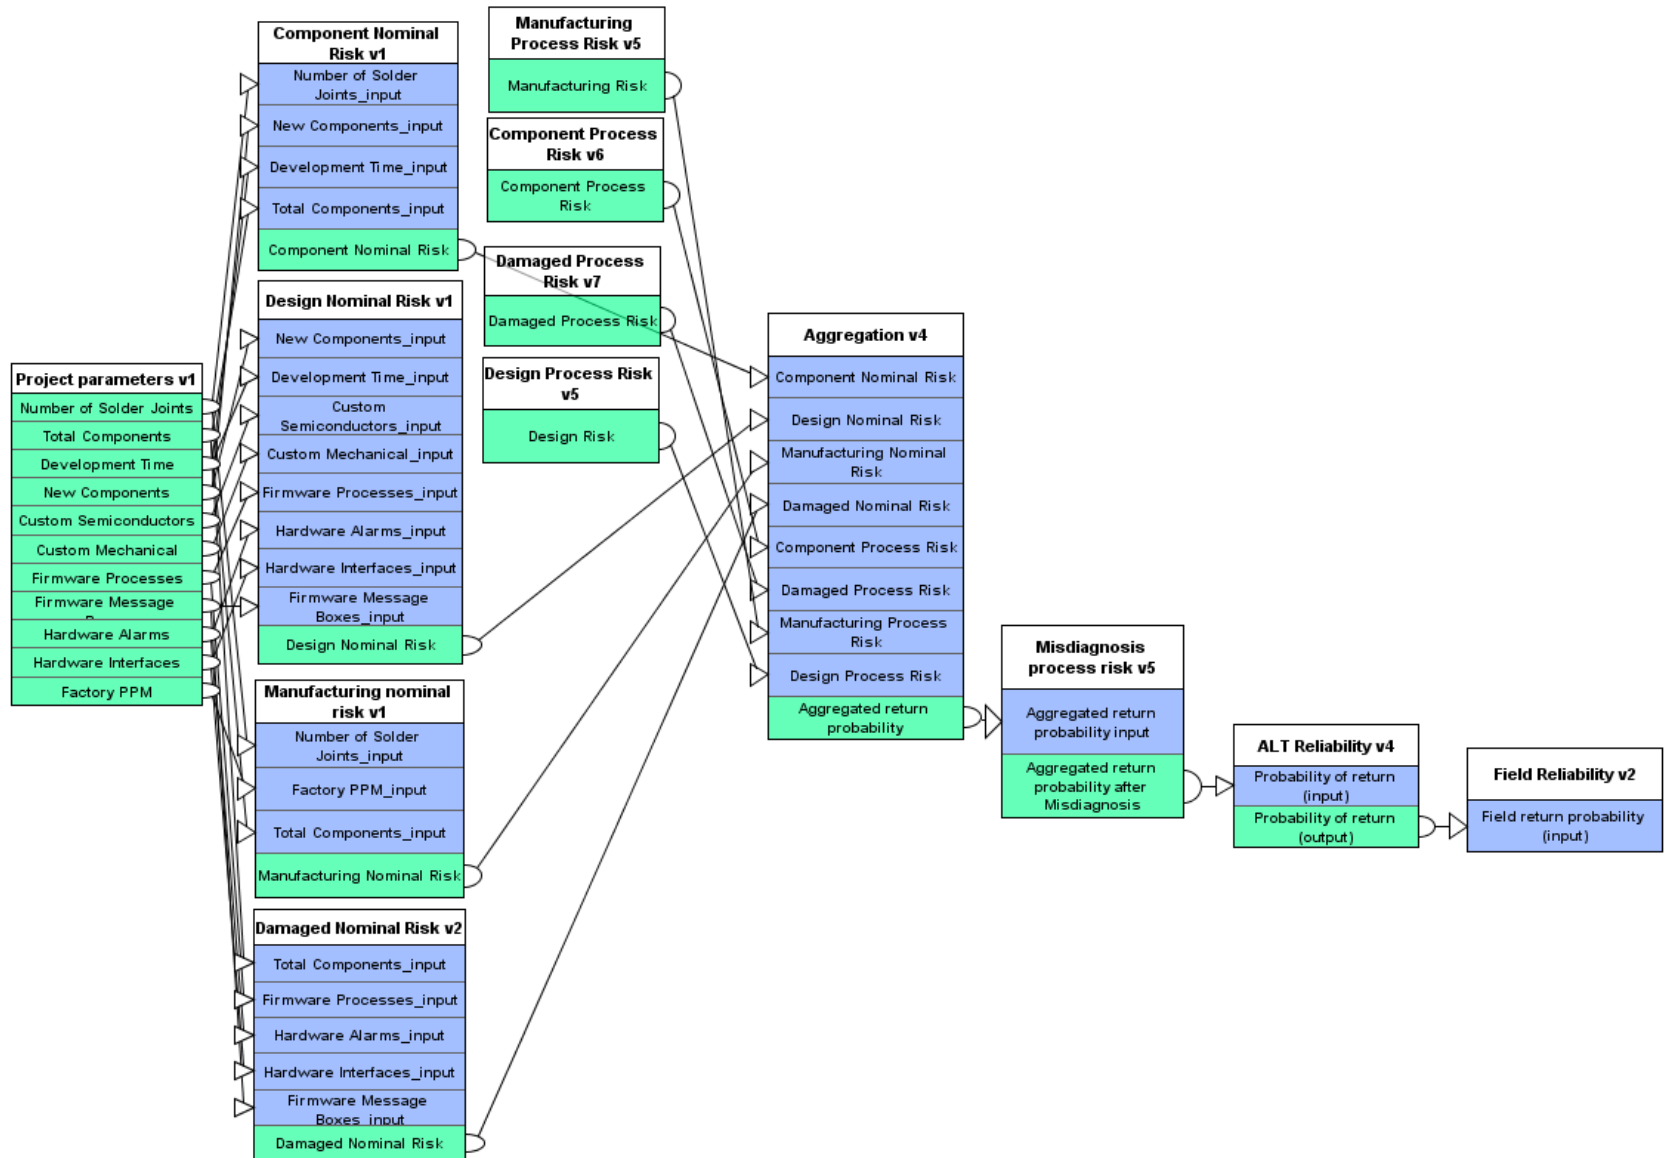 Project parameters v1
Number of Solder Joints
Total Components
Development Time
New Components
Custom Semiconductors
Custom Mechanical
Firmware Processes
Firmware Message
Hardware Alarms
Hardware Interfaces
Factory PPM
Component Nominal
Risk v1
Number of Solder
Joints_input
New Components_input
Development Time_input
Total Components_input
Component Nominal Risk
Design Nominal Risk v1
New Components_input
Development Time_input
Custom
Semiconductors_input
Custom Mechanical_input
Firmware Processes_input
Hardware Alarms_input
Hardware Interfaces_input
Firmware Message
Boxes_input
Design Nominal Risk
Manufacturing nominal
risk v1
Number of Solder
Joints_input
Factory PPM_input
Total Components_input
Manufacturing Nominal Risk
Damaged Nominal Risk v2
Total Components_input
Firmware Processes_input
Hardware Alarms_input
Hardware Interfaces_input
Firmware Message
Boxes_input
Damaged Nominal Risk
Manufacturing
Process Risk v5
Manufacturing Risk
Component Process
Risk v6
Component Process
Risk
Damaged Process
Risk v7
Damaged Process Risk
Design Process Risk
v5
Design Risk
Aggregation v4
Component Nominal Risk
Design Nominal Risk
Manufacturing Nominal
Risk
Damaged Nominal Risk
Component Process Risk
Damaged Process Risk
Manufacturing Process
Risk
Design Process Risk
Aggregated return
probability
Misdiagnosis
process risk v5
Aggregated return
probability input
Aggregated return
probability after
Misdiagnosis
ALT Reliability v4
Probability of return
(input)
Probability of return
(output)
Field Reliability v2
Field return probability
(input)